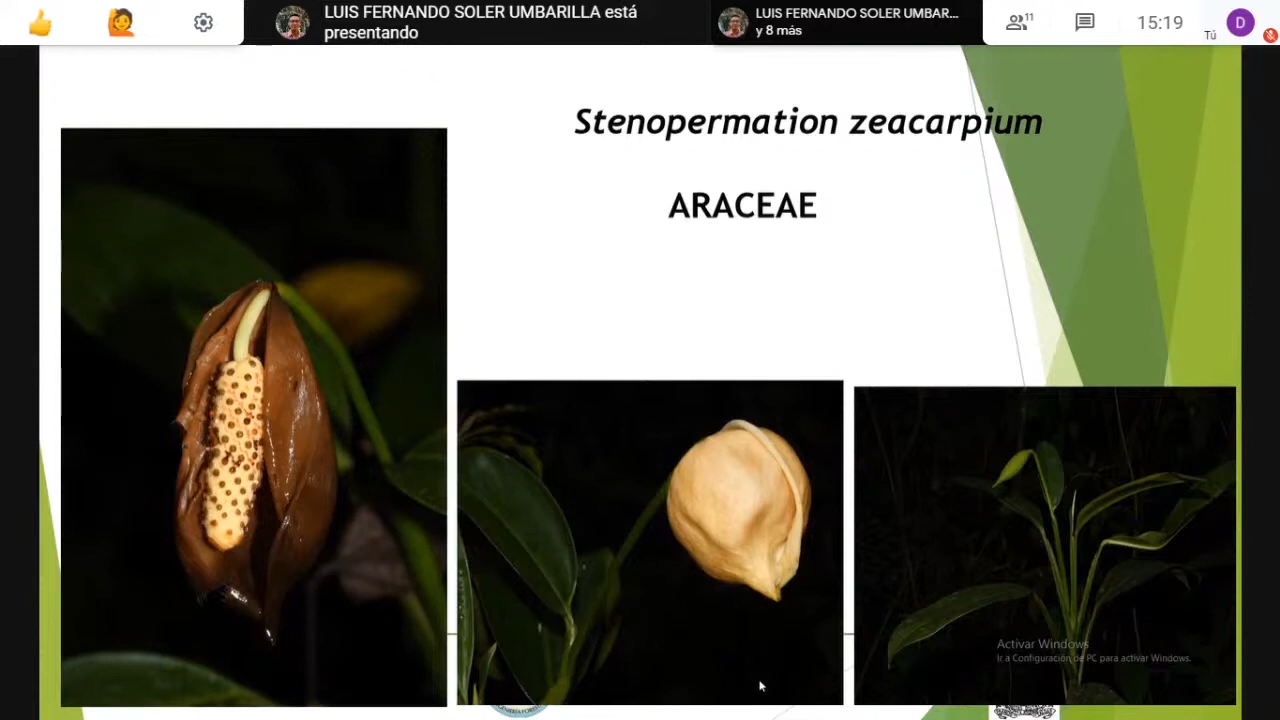 LUIS FERNANDO SOLER UMBARILLA está
presentando
LUIS FERNANDO SOLER UMBAR...
y 8 más
11
15:19
Tú
D
Stenopermation zeacarpium
ARACEAE
Activar Windows
Ir a Configuración de PC para activar Windows.